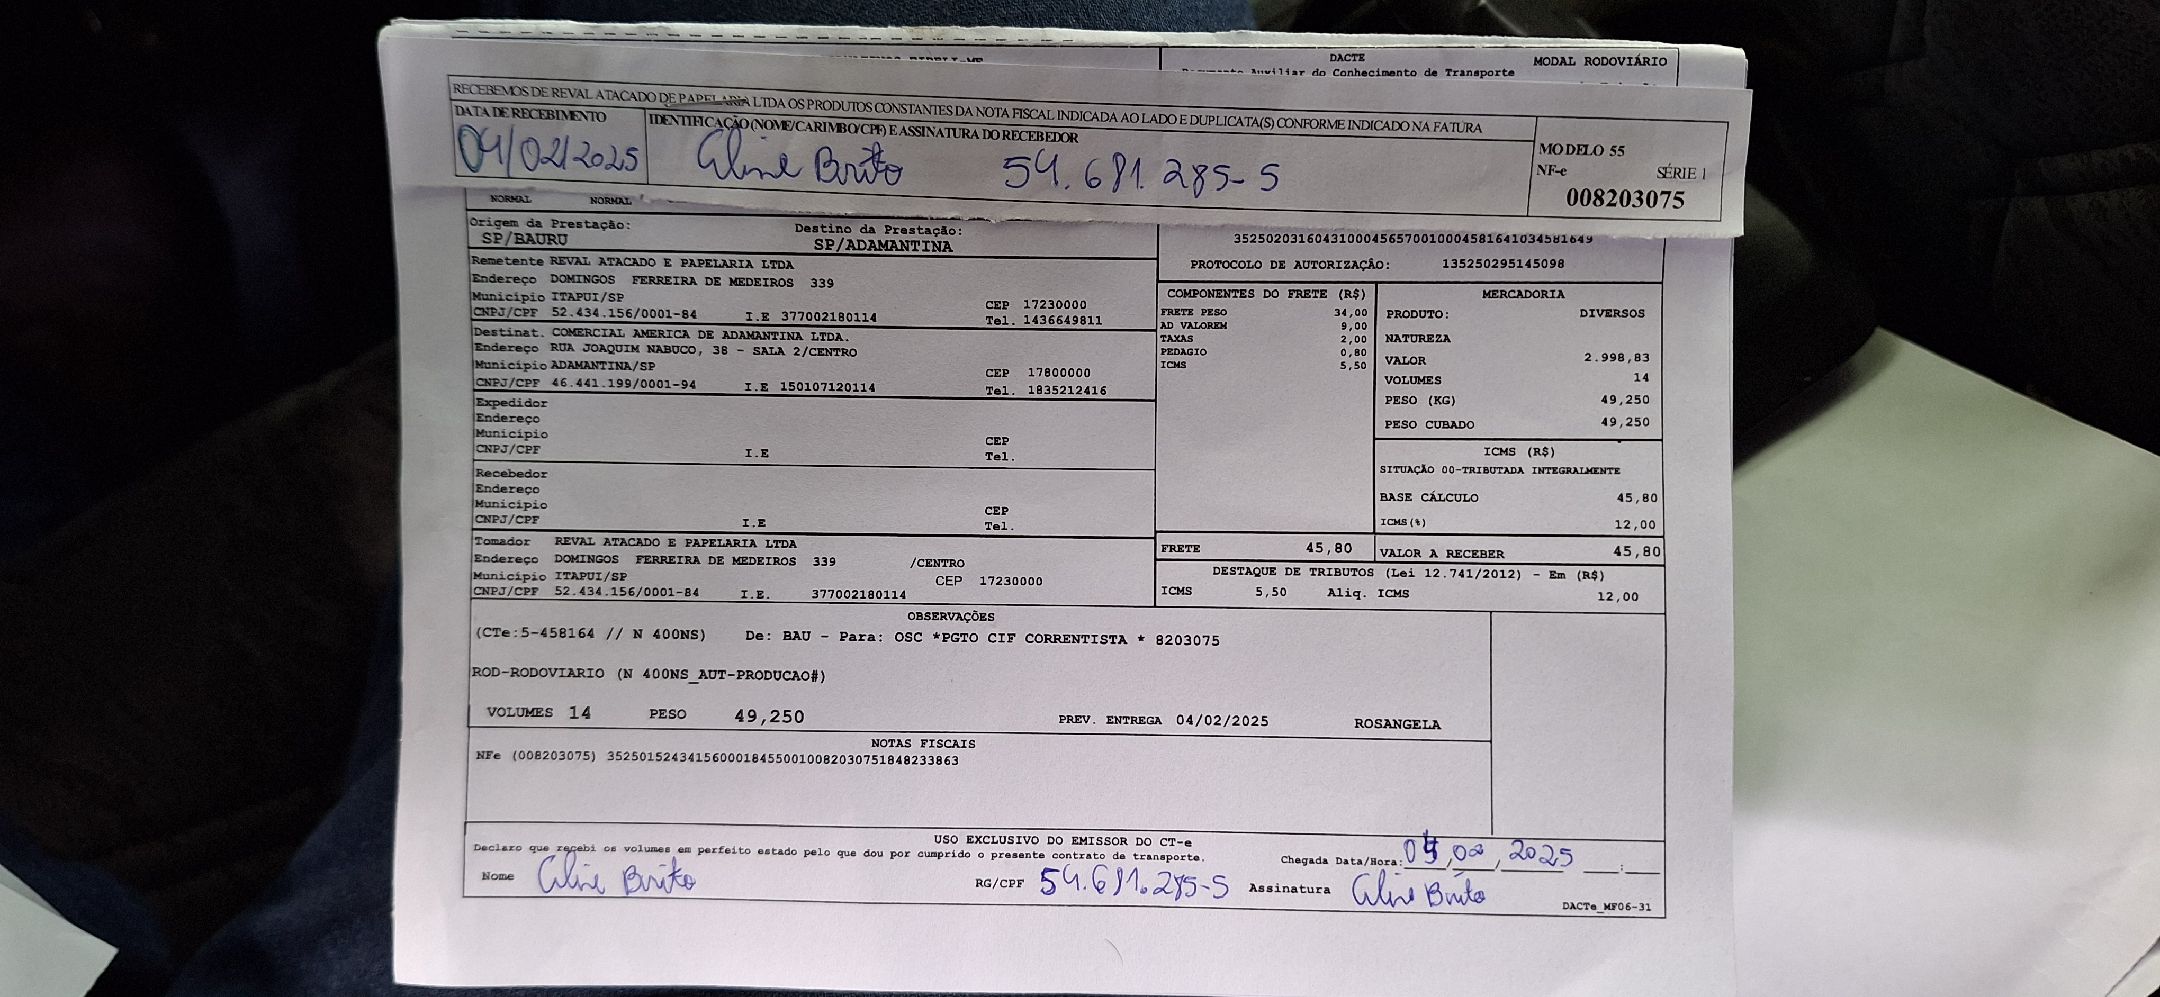 DACTE
MODAL RODOVIÁRIO
Auxiliar do Conhecimento de Transporte
RECEBEMOS DE REVAL ATACADO DE PAPELARIA LTDA OS PRODUTOS CONSTANTES DA NOTA FISCAL INDICADA AO LADO E DUPLICATA(S) CONFORME INDICADO NA FATURA
DATA DE RECEBIMENTO
IDENTIFICAÇÃO (NOME/CARIMBO/CPF) E ASSINATURA DO RECEBEDOR
04/02/2025
Aline Brito 54.681.285-5
MODELO 55
NF-e SÉRIE 1
008203075
NORMAL NORMAL
Origem da Prestação:
SP/BAURU
Destino da Prestação:
SP/ADAMANTINA
35250203160431000456570010004581641034581649
PROTOCOLO DE AUTORIZAÇÃO: 135250295145098
Remetente REVAL ATACADO E PAPELARIA LTDA
Endereço DOMINGOS FERREIRA DE MEDEIROS 339
Município ITAPUI/SP CEP 17230000
CNPJ/CPF 52.434.156/0001-84 I.E 377002180114 Tel. 1436649811
Destinat. COMERCIAL AMERICA DE ADAMANTINA LTDA.
Endereço RUA JOAQUIM NABUCO, 38 - SALA 2/CENTRO
Município ADAMANTINA/SP CEP 17800000
CNPJ/CPF 46.441.199/0001-94 I.E 150107120114 Tel. 1835212416
Expedidor
Endereço
Município CEP
CNPJ/CPF I.E Tel.
Recebedor
Endereço
Município CEP
CNPJ/CPF I.E Tel.
Tomador REVAL ATACADO E PAPELARIA LTDA
Endereço DOMINGOS FERREIRA DE MEDEIROS 339 /CENTRO
Município ITAPUI/SP CEP 17230000
CNPJ/CPF 52.434.156/0001-84 I.E. 377002180114
COMPONENTES DO FRETE (R$)
FRETE PESO 34,00
AD VALOREM 9,00
TAXAS 2,00
PEDAGIO 0,80
ICMS 5,50
MERCADORIA
PRODUTO: DIVERSOS
NATUREZA
VALOR 2.998,83
VOLUMES 14
PESO (KG) 49,250
PESO CUBADO 49,250
ICMS (R$)
SITUAÇÃO 00-TRIBUTADA INTEGRALMENTE
BASE CÁLCULO 45,80
ICMS(%) 12,00
FRETE 45,80
VALOR A RECEBER 45,80
DESTAQUE DE TRIBUTOS (Lei 12.741/2012) - Em (R$)
ICMS 5,50 Aliq. ICMS 12,00
OBSERVAÇÕES
(CTe:5-458164 // N 400NS) De: BAU - Para: OSC *PGTO CIF CORRENTISTA * 8203075
ROD-RODOVIARIO (N 400NS_AUT-PRODUCAO#)
VOLUMES 14 PESO 49,250 PREV. ENTREGA 04/02/2025 ROSANGELA
NOTAS FISCAIS
NFe (008203075) 35250152434156000184550010082030751848233863
USO EXCLUSIVO DO EMISSOR DO CT-e
Declaro que recebi os volumes em perfeito estado pelo que dou por cumprido o presente contrato de transporte.
Chegada Data/Hora: 04,02,2025 :
Nome Aline Brito RG/CPF 54.681.285-5 Assinatura Aline Brito
DACTe_MF06-31